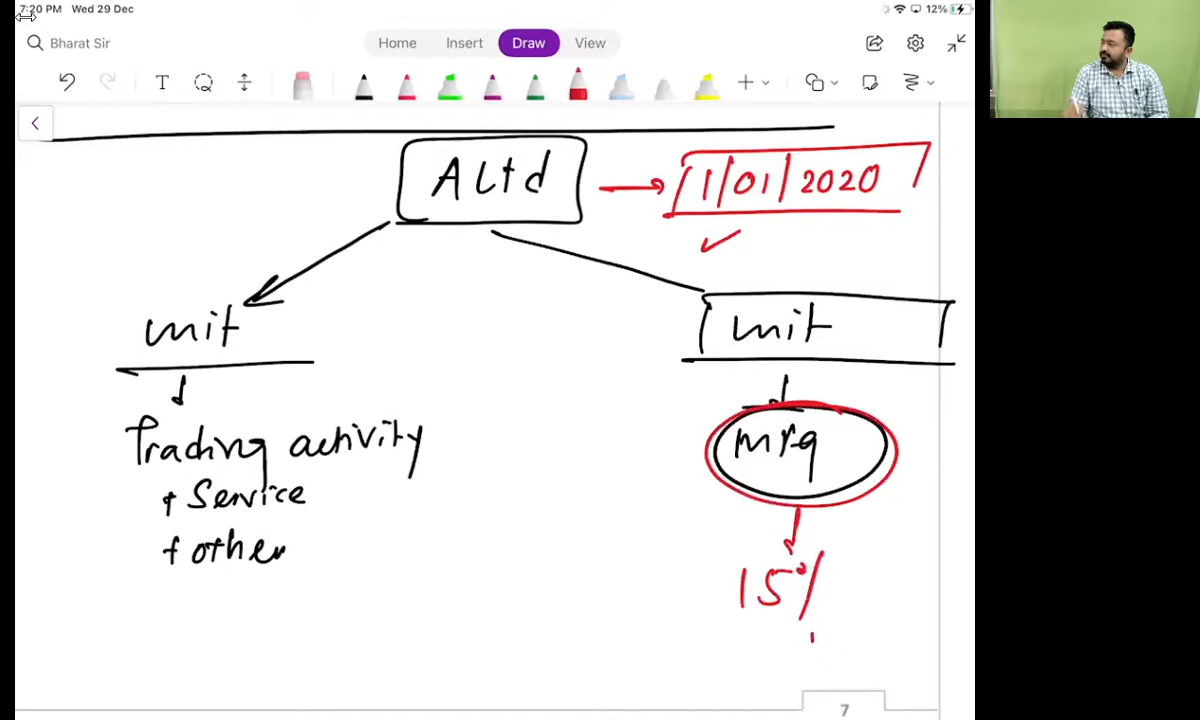 7:20 PM Wed 29 Dec
12%
Bharat Sir
Home Insert Draw View
A Ltd
1/01/2020
unit
unit
Trading activity
+ Service
+ other
mfg
15%
7